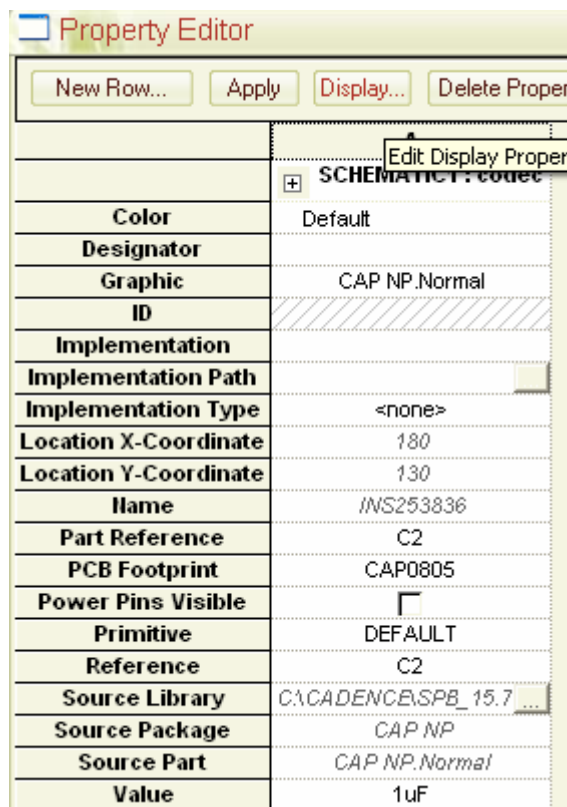 Property Editor
New Row... Apply Display... Delete Proper
Edit Display Proper
SCHEMATIC1 : codec
Color Default
Designator
Graphic CAP NP.Normal
ID
Implementation
Implementation Path ...
Implementation Type <none>
Location X-Coordinate 180
Location Y-Coordinate 130
Name INS253836
Part Reference C2
PCB Footprint CAP0805
Power Pins Visible
Primitive DEFAULT
Reference C2
Source Library C:\CADENCE\SPB_15.7 ...
Source Package CAP NP
Source Part CAP NP.Normal
Value 1uF